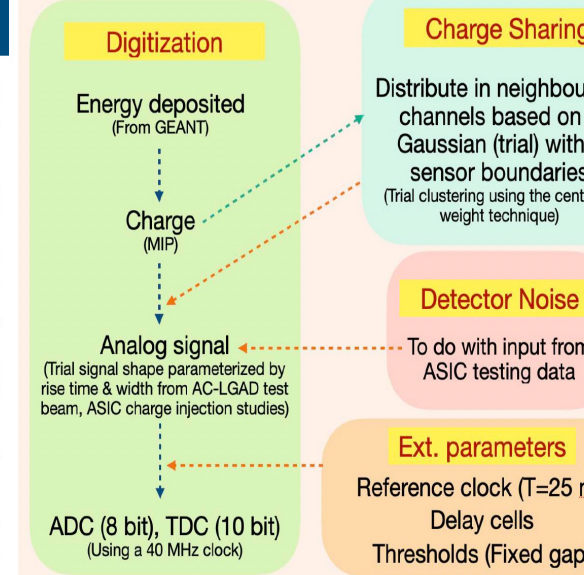 Digitization
Energy deposited
(From GEANT)
Charge
(MIP)
Analog signal
(Trial signal shape parameterized by
rise time & width from AC-LGAD test
beam, ASIC charge injection studies)
ADC (8 bit), TDC (10 bit)
(Using a 40 MHz clock)
Charge Sharing
Distribute in neighbou
channels based on
Gaussian (trial) with
sensor boundaries
(Trial clustering using the cent
weight technique)
Detector Noise
To do with input from
ASIC testing data
Ext. parameters
Reference clock (T=25 n
Delay cells
Thresholds (Fixed gap